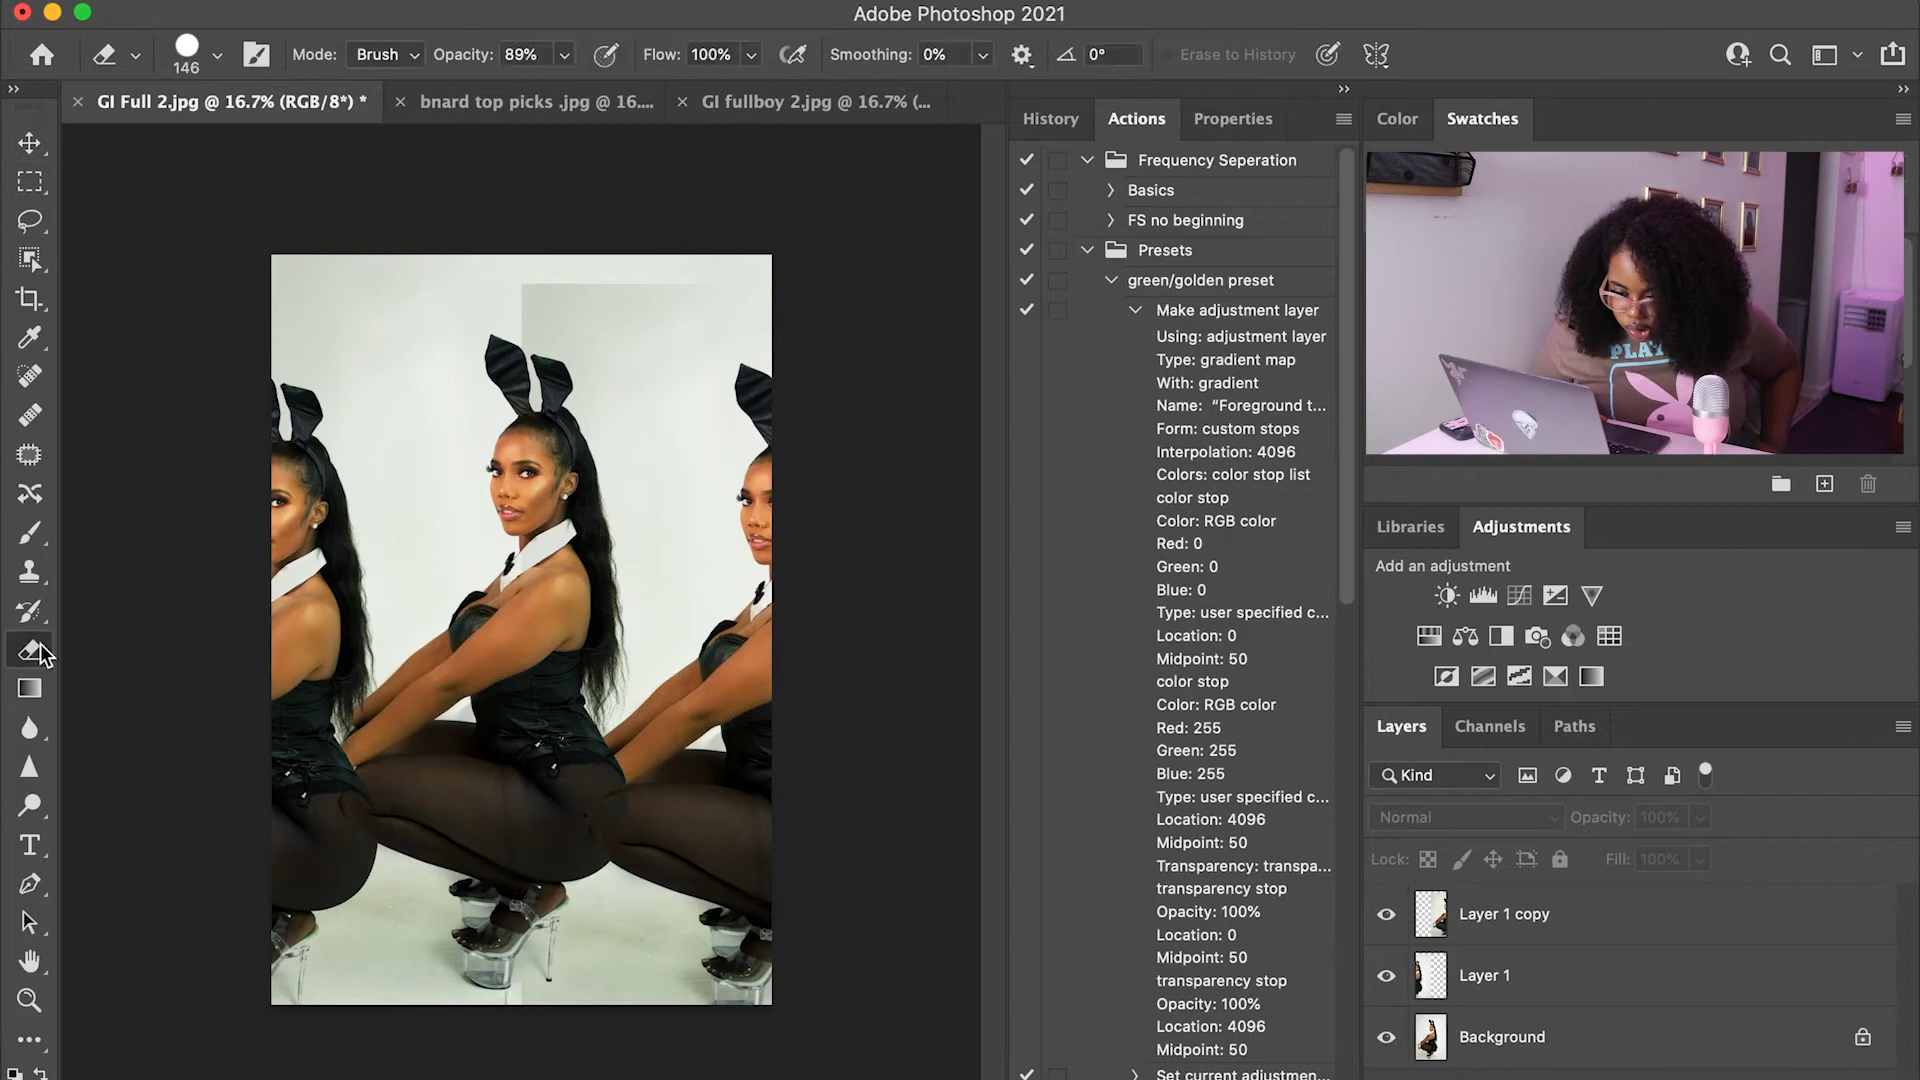 Adobe Photoshop 2021
146
Mode: Brush Opacity: 89% Flow: 100% Smoothing: 0% 0° Erase to History
GI Full 2.jpg @ 16.7% (RGB/8*) * bnard top picks .jpg @ 16.... GI fullboy 2.jpg @ 16.7% (...
History Actions Properties
Frequency Seperation
Basics
FS no beginning
Presets
green/golden preset
Make adjustment layer
Using: adjustment layer
Type: gradient map
With: gradient
Name: “Foreground t...
Form: custom stops
Interpolation: 4096
Colors: color stop list
color stop
Color: RGB color
Red: 0
Green: 0
Blue: 0
Type: user specified c...
Location: 0
Midpoint: 50
color stop
Color: RGB color
Red: 255
Green: 255
Blue: 255
Type: user specified c...
Location: 4096
Midpoint: 50
Transparency: transpa...
transparency stop
Opacity: 100%
Location: 0
Midpoint: 50
transparency stop
Opacity: 100%
Location: 4096
Midpoint: 50
Set current adjustmen...
Color Swatches
PLAY
Libraries Adjustments
Add an adjustment
Layers Channels Paths
Kind
Normal Opacity: 100%
Lock: Fill: 100%
Layer 1 copy
Layer 1
Background